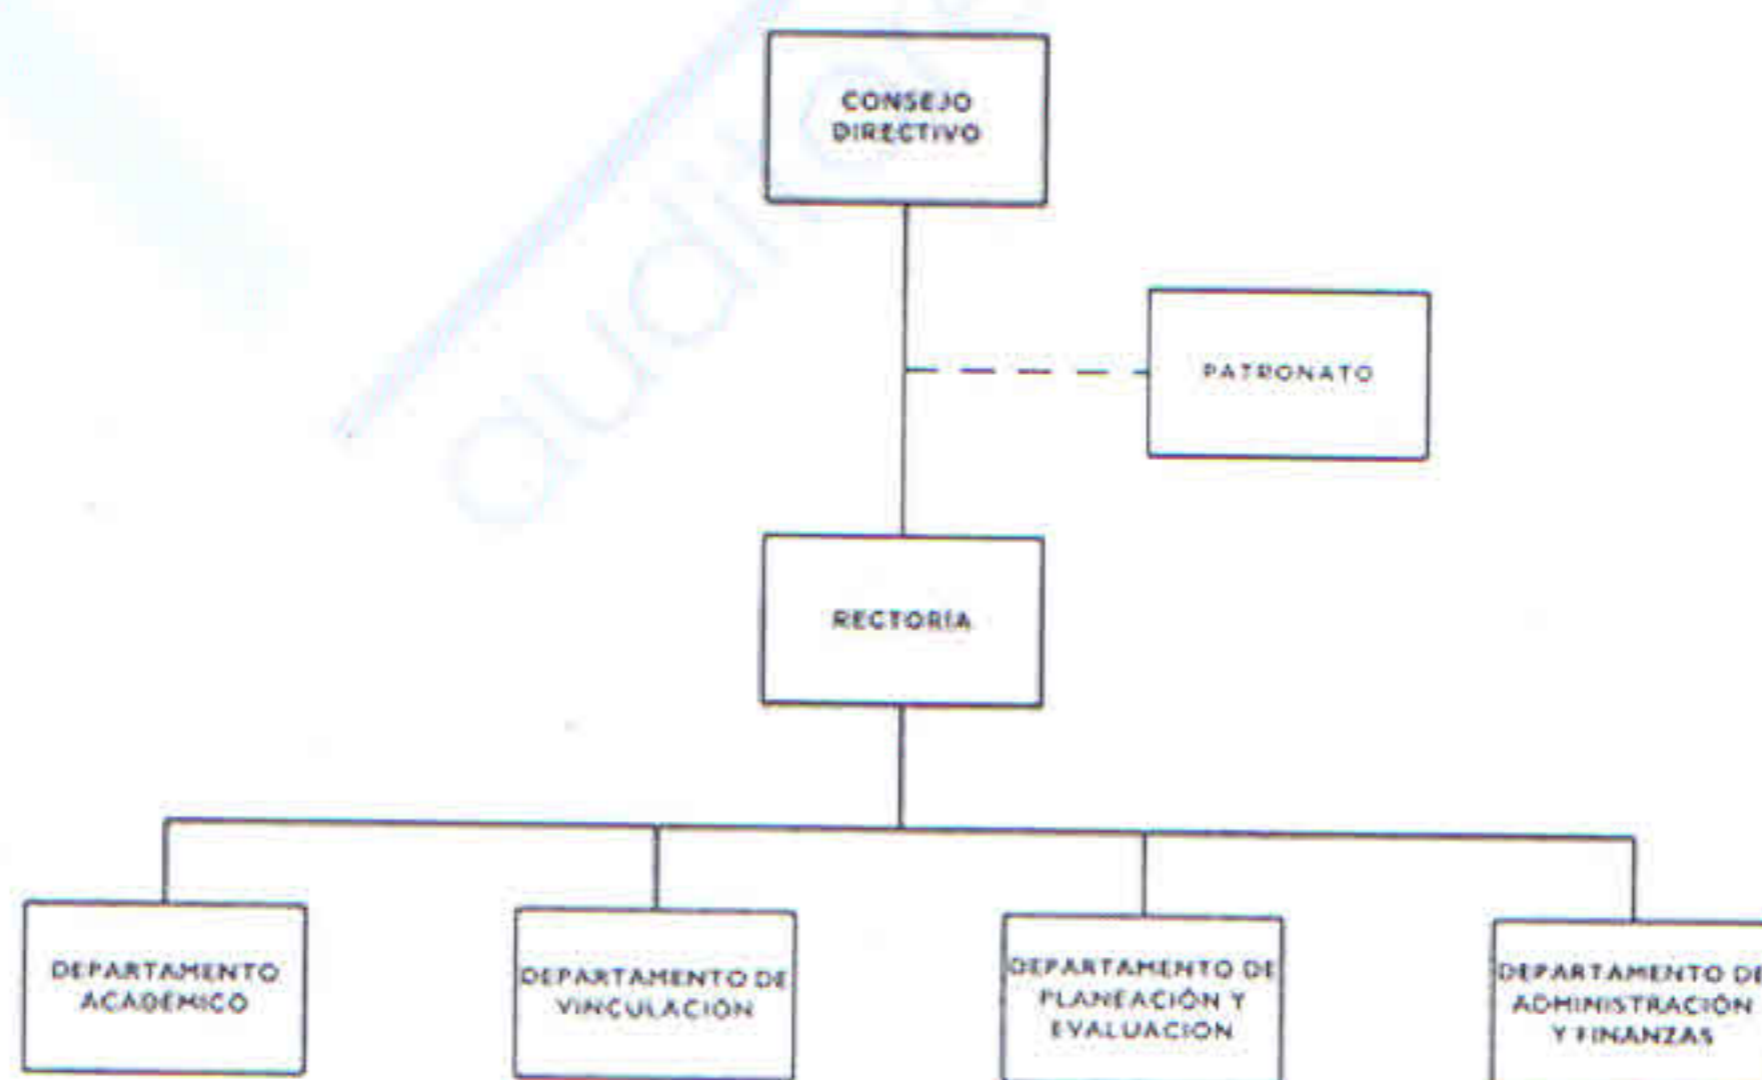 CONSEJO
DIRECTIVO
PATRONATO
RECTORÍA
DEPARTAMENTO
ACADÉMICO
DEPARTAMENTO DE
VINCULACIÓN
DEPARTAMENTO DE
PLANEACIÓN Y
EVALUACIÓN
DEPARTAMENTO DE
ADMINISTRACIÓN
Y FINANZAS